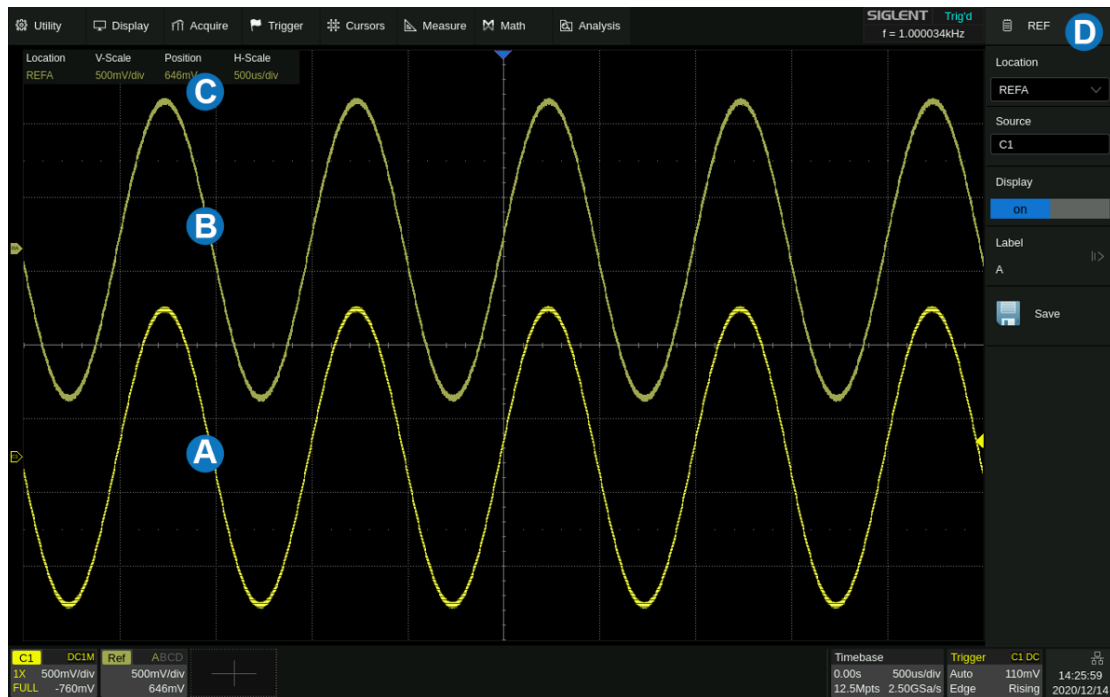 Utility Display Acquire Trigger Cursors Measure Math Analysis
SIGLENT Trig'd
f = 1.000034kHz
REF
D
Location V-Scale Position H-Scale
REFA 500mV/div 646mV 500us/div
C
B
A
Location
REFA
Source
C1
Display
on
Label
A
Save
C1 DC1M
1X 500mV/div
FULL -760mV
Ref ABCD
500mV/div
646mV
Timebase
0.00s 500us/div
12.5Mpts 2.50GSa/s
Trigger C1 DC
Auto 110mV
Edge Rising
14:25:59
2020/12/14